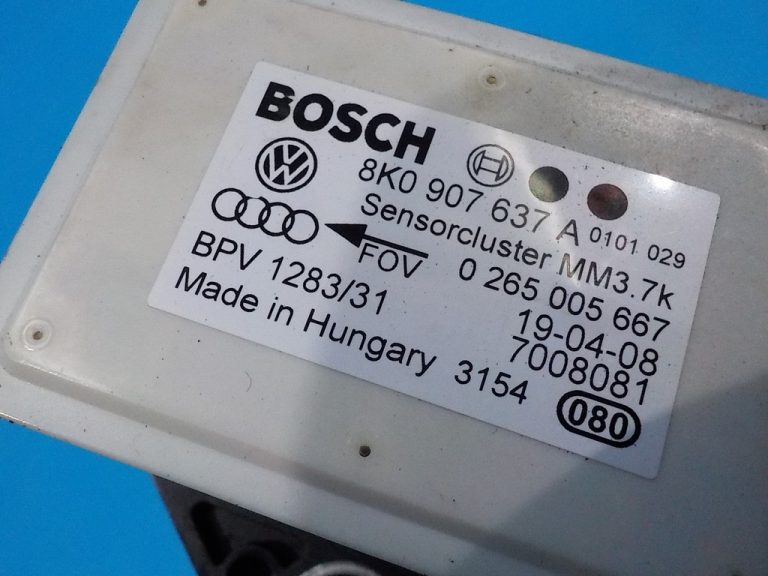 BOSCH
8K0 907 637 A 0101 029
Sensorcluster MM3.7k
FOV 0 265 005 667
BPV 1283/31 19-04-08
7008081
Made in Hungary 3154 080